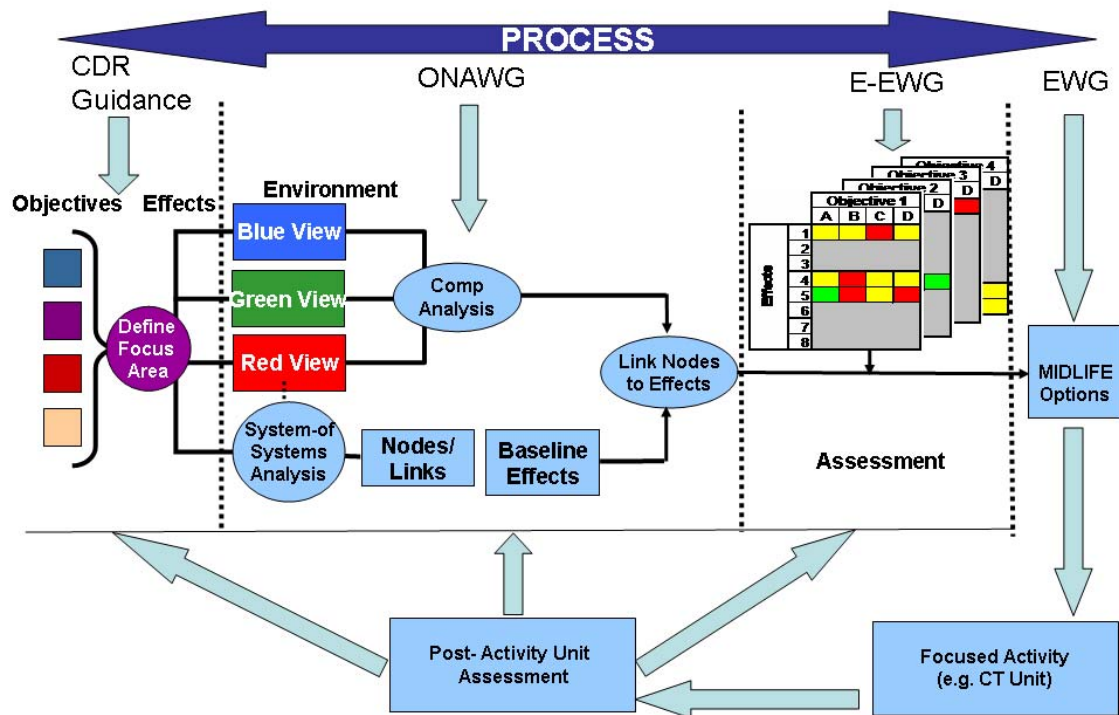 PROCESS
CDR
Guidance
ONAWG
E-EWG
EWG
Objectives
Effects
Environment
Blue View
Green View
Red View
Define
Focus
Area
Comp
Analysis
System-of
Systems
Analysis
Nodes/
Links
Baseline
Effects
Link Nodes
to Effects
Objective 4
D
Objective 3
D
Objective 2
D
Objective 1
A B C D
Effects
1
2
3
4
5
6
7
8
Assessment
MIDLIFE
Options
Post- Activity Unit
Assessment
Focused Activity
(e.g. CT Unit)